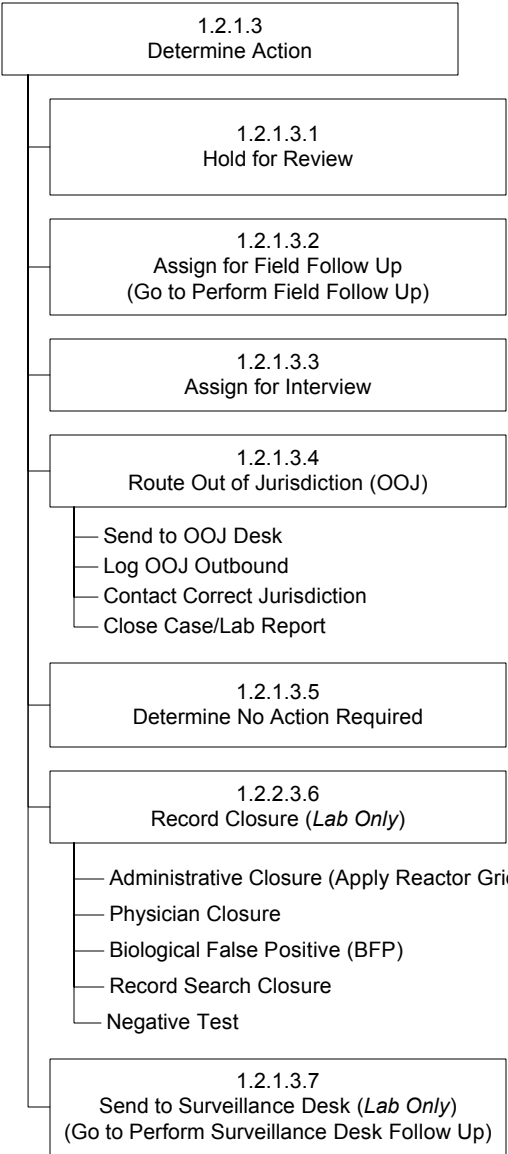 1.2.1.3
Determine Action
1.2.1.3.1
Hold for Review
1.2.1.3.2
Assign for Field Follow Up
(Go to Perform Field Follow Up)
1.2.1.3.3
Assign for Interview
1.2.1.3.4
Route Out of Jurisdiction (OOJ)
Send to OOJ Desk
Log OOJ Outbound
Contact Correct Jurisdiction
Close Case/Lab Report
1.2.1.3.5
Determine No Action Required
1.2.2.3.6
Record Closure (Lab Only)
Administrative Closure (Apply Reactor
Physician Closure
Biological False Positive (BFP)
Record Search Closure
Negative Test
1.2.1.3.7
Send to Surveillance Desk (Lab Only)
(Go to Perform Surveillance Desk Follow Up)